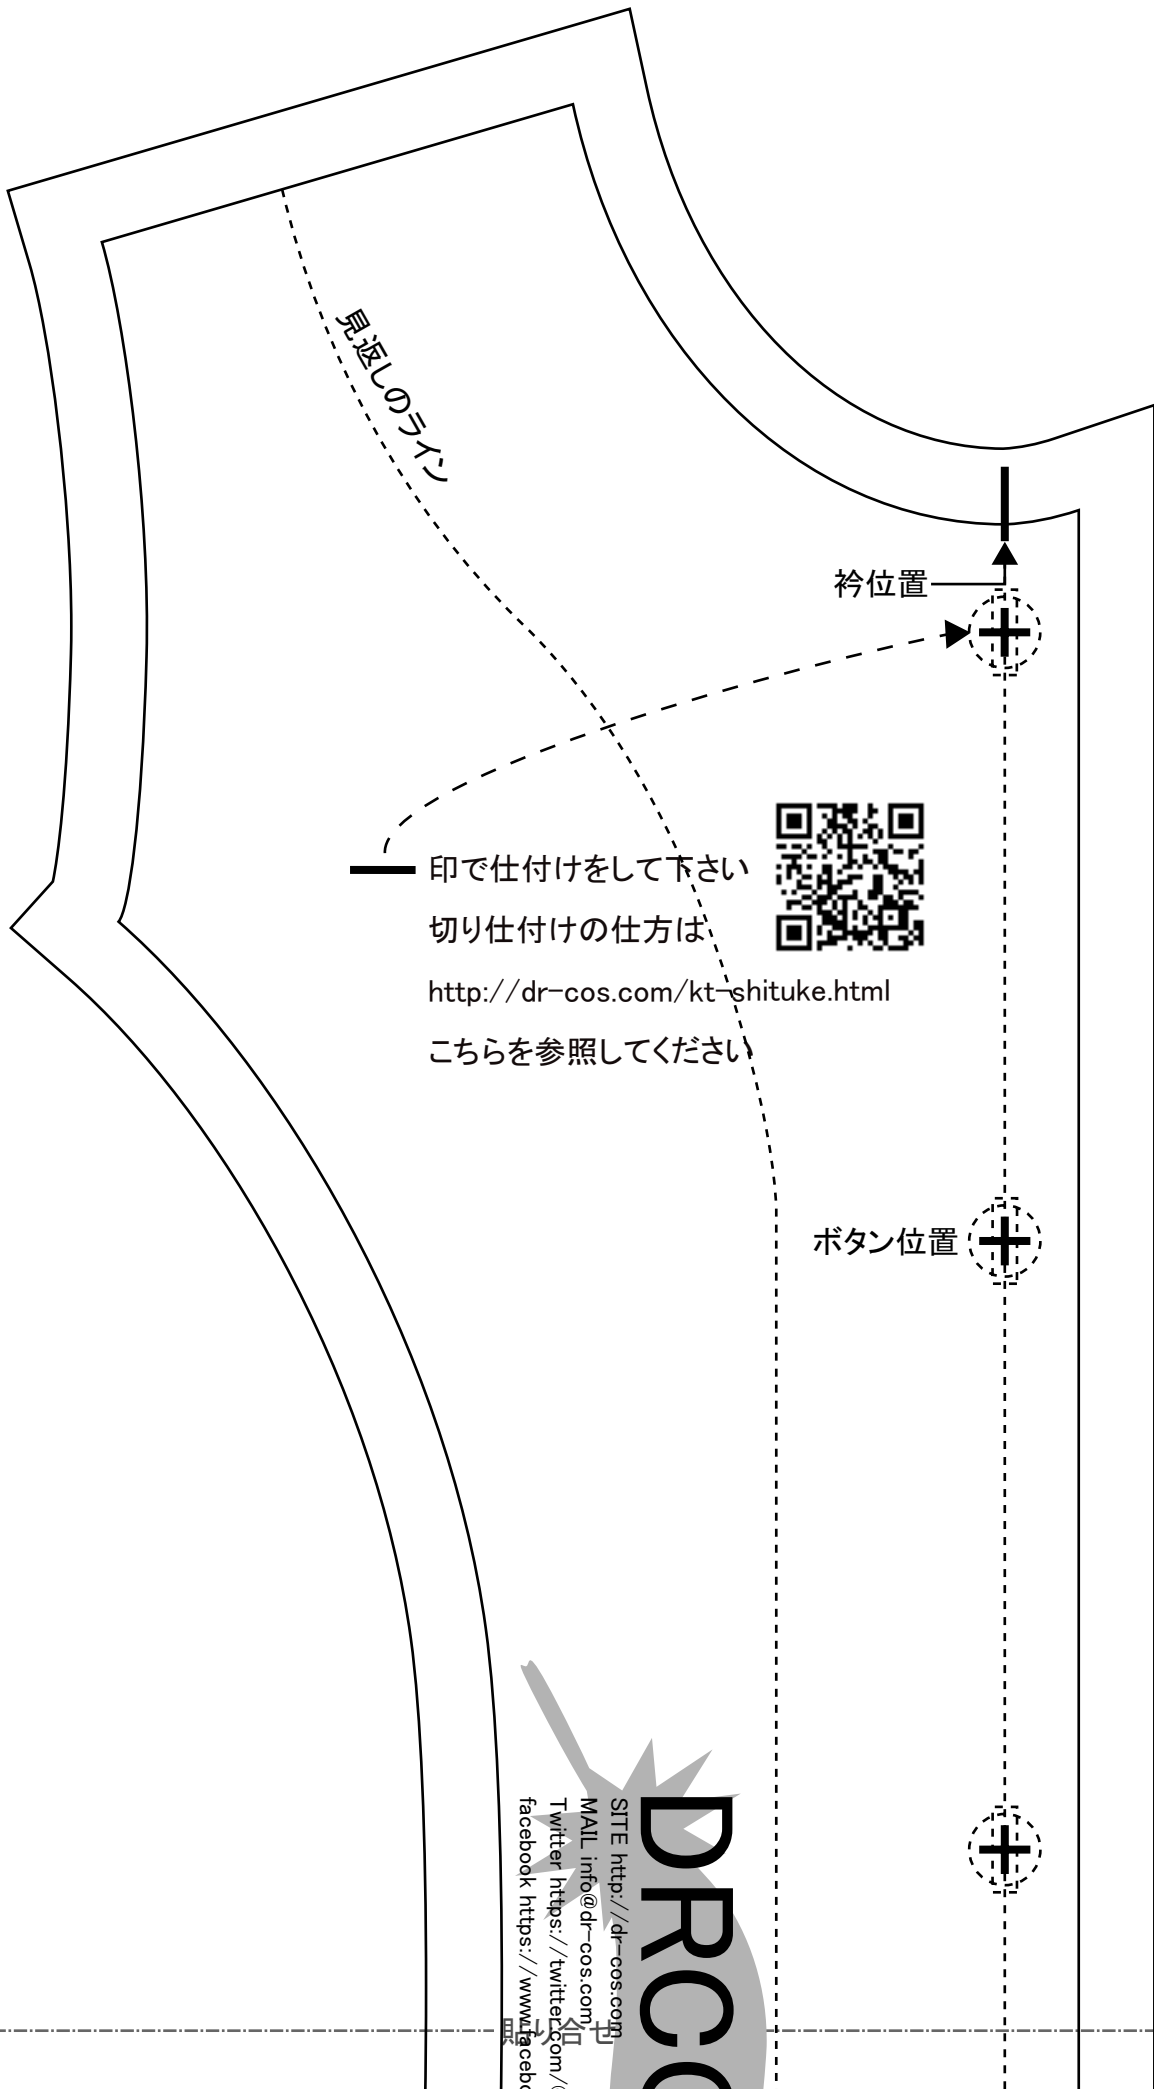 見返しのライン
衿位置
印で仕付けをして下さい
切り仕付けの仕方は
http://dr-cos.com/kt-shituke.html
こちらを参照してください
ボタン位置
DRCO
SITE http://dr-cos.com
MAIL info@dr-cos.com
Twitter https://twitter.com/@
facebook https://www.facebo
貼り合せ